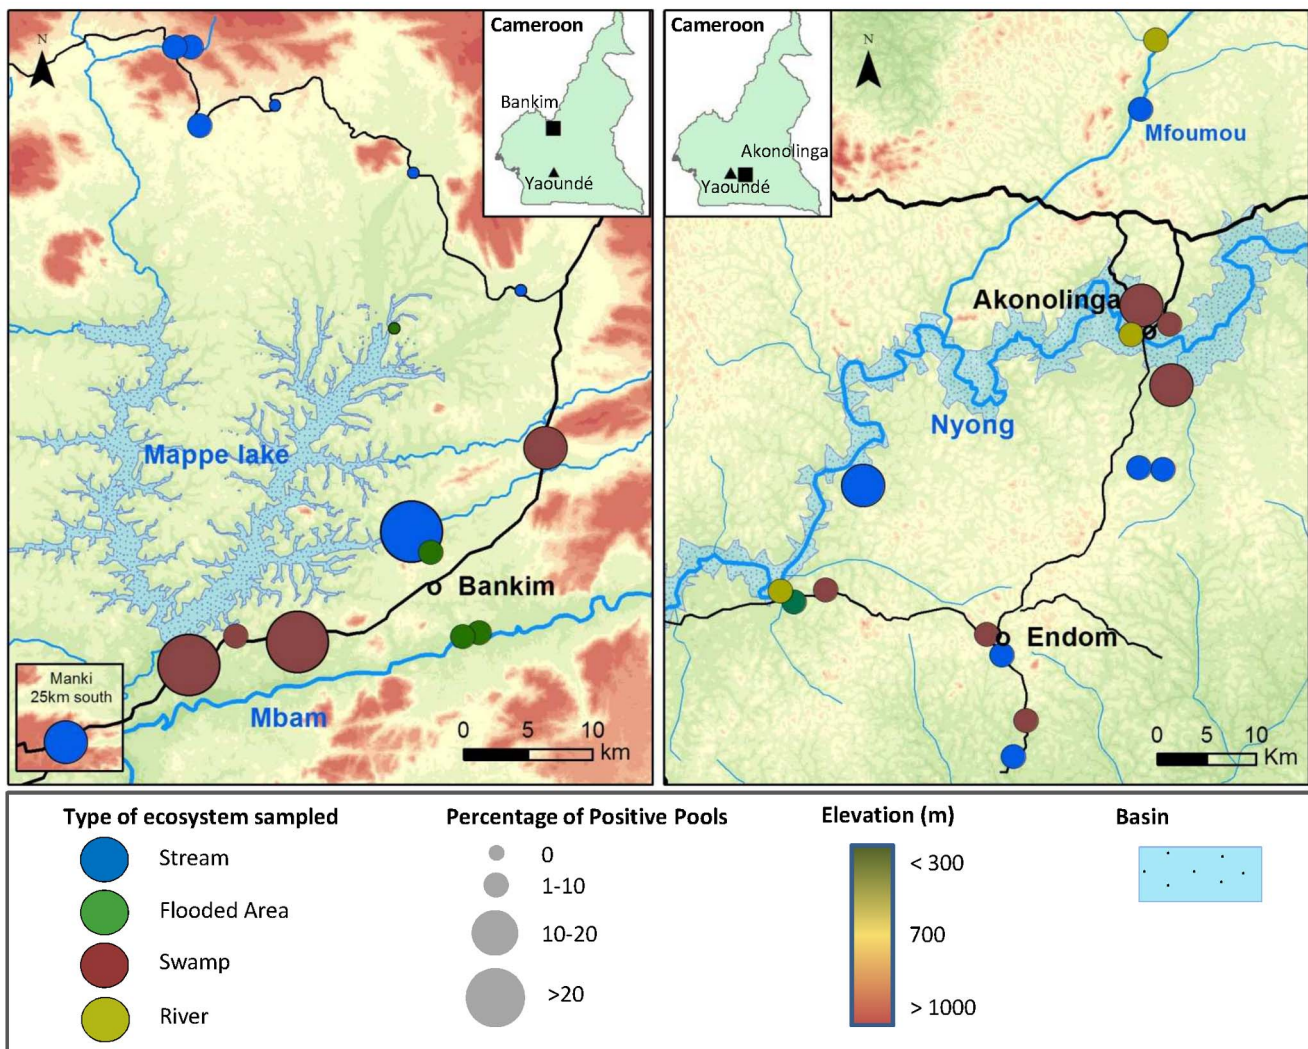 N
Cameroon
Bankim
Yaoundé
Mappe lake
Bankim
Manki
25km south
Mbam
0 5 10
km
Cameroon
Akonolinga
Yaoundé
N
Mfoumou
Akonolinga
Nyong
Endom
0 5 10
Km
Type of ecosystem sampled
Stream
Flooded Area
Swamp
River
Percentage of Positive Pools
0
1-10
10-20
>20
Elevation (m)
< 300
700
> 1000
Basin